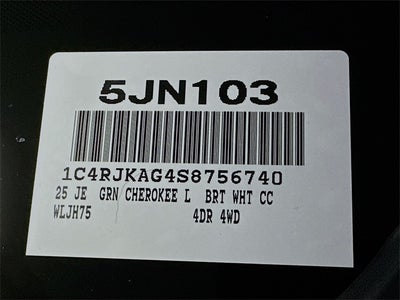 5JN103
1C4RJKAG4S8756740
25 JE GRN CHEROKEE L BRT WHT CC
WLJH75 4DR 4WD